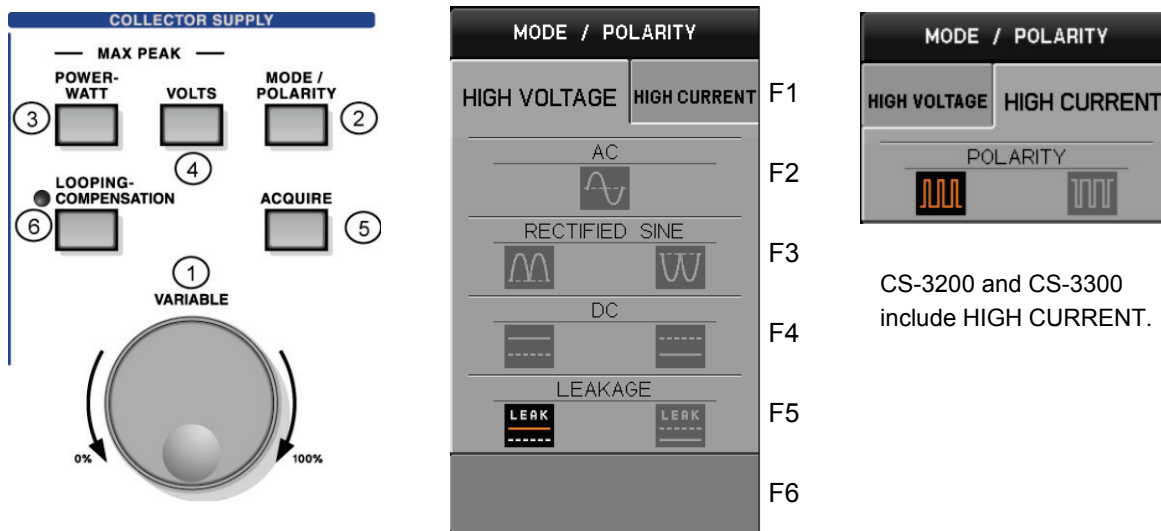 COLLECTOR SUPPLY
MAX PEAK
POWER-
WATT
VOLTS
MODE /
POLARITY
3
2
4
LOOPING-
COMPENSATION
ACQUIRE
6
5
1
VARIABLE
0%
100%
MODE / POLARITY
HIGH VOLTAGE HIGH CURRENT F1
AC
F2
RECTIFIED SINE
F3
DC
F4
LEAKAGE
LEAK LEAK
F5
F6
MODE / POLARITY
HIGH VOLTAGE HIGH CURRENT
POLARITY
CS-3200 and CS-3300
include HIGH CURRENT.